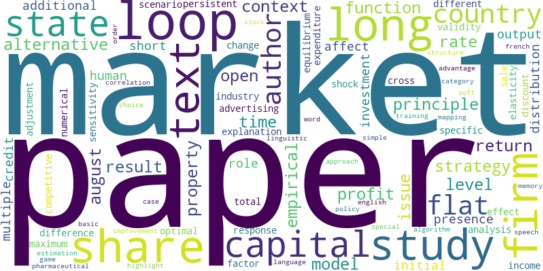 additional
state
alternative
loop
scenario
persistent
short
human
text
author
context
open
industry
advertising
time
explanation
equilibrium
expenditure
affect
shock
investment
long
function
stock
change
cross
principle
country
different
rate
validity
output
elasticity
sale
discount
distribution
french
structure
order
adjustment
numerical
sensitivity
correlation
choice
market
advantage
category
soft
training
mapping
specific
word
linguistic
simple
paper
multiple
credit
competitive
august
result
property
role
total
empirical
profit
issue
strategy
return
level
flat
presence
firm
case
basic
difference
maximum
estimation
game
pharmaceutical
share
improvement
optimal
highlight
capital
response
factor
language
model
approach
policy
english
study
special
algorithm
initial
effect
analysis
memory
speech
income